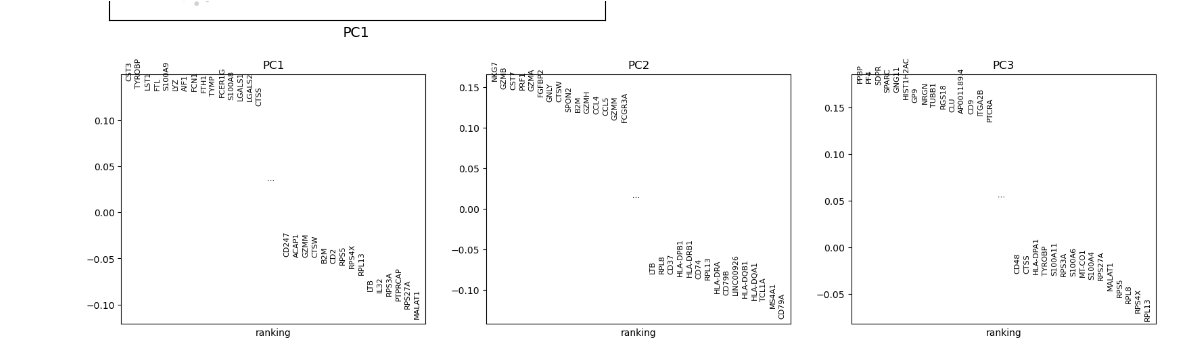 PC1
PC1
CST3 TYROBP LST1 FTL S100A9 LYZ AIF1 FCN1 FTH1 TYMP FCER1G S100A8 LGALS1 LGALS2 CTSS
0.10
0.05
0.00
−0.05
−0.10
...
CD247 ACAP1 GZMM CTSW B2M CD2 RPS5 RPS4X RPL13 LTB IL32 RPS3A PTPRCAP RPS27A MALAT1
ranking
PC2
NKG7 GZMB CST7 PRF1 GZMA FGFBP2 GNLY CTSW SPON2 B2M GZMH CCL4 CCL5 GZMM FCGR3A
0.15
0.10
0.05
0.00
−0.05
−0.10
...
LTB RPL8 CD37 HLA-DPB1 HLA-DRB1 CD74 RPL13 HLA-DRA CD79B LINC00926 HLA-DQB1 HLA-DQA1 TCL1A MS4A1 CD79A
ranking
PC3
PPBP PF4 SDPR SPARC GNG11 HIST1H2AC GP9 NRGN TUBB1 RGS18 CLU AP001189.4 CD9 ITGA2B PTCRA
0.15
0.10
0.05
0.00
−0.05
...
CD48 CTSS HLA-DPA1 TYROBP S100A11 RPS3A S100A6 MT-CO1 S100A4 RPS27A MALAT1 RPS5 RPL8 RPS4X RPL13
ranking